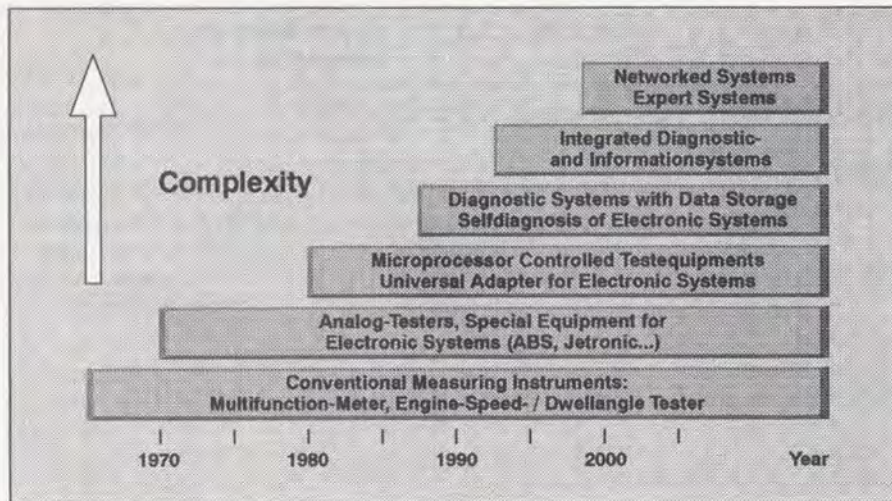 Networked Systems
Expert Systems
Integrated Diagnostic-
and Informationsystems
Complexity
Diagnostic Systems with Data Storage
Selfdiagnosis of Electronic Systems
Microprocessor Controlled Testequipments
Universal Adapter for Electronic Systems
Analog-Testers, Special Equipment for
Electronic Systems (ABS, Jetronic...)
Conventional Measuring Instruments:
Multifunction-Meter, Engine-Speed- / Dwellangle Tester
1970 1980 1990 2000 Year